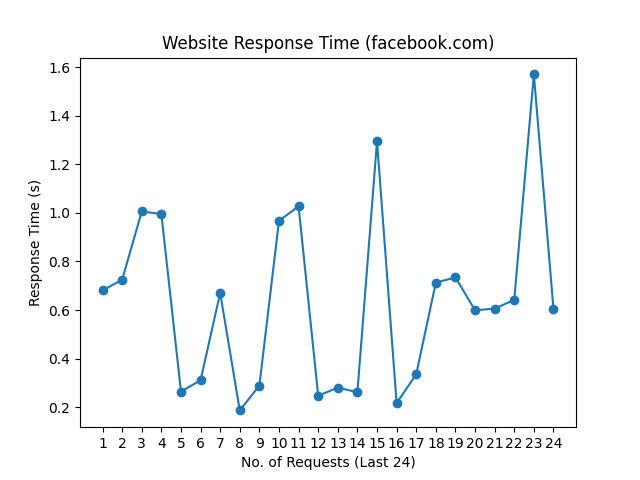 Website Response Time (facebook.com)
1.6
1.4
1.2
1.0
0.8
0.6
0.4
0.2
Response Time (s)
1 2 3 4 5 6 7 8 9 10 11 12 13 14 15 16 17 18 19 20 21 22 23 24
No. of Requests (Last 24)